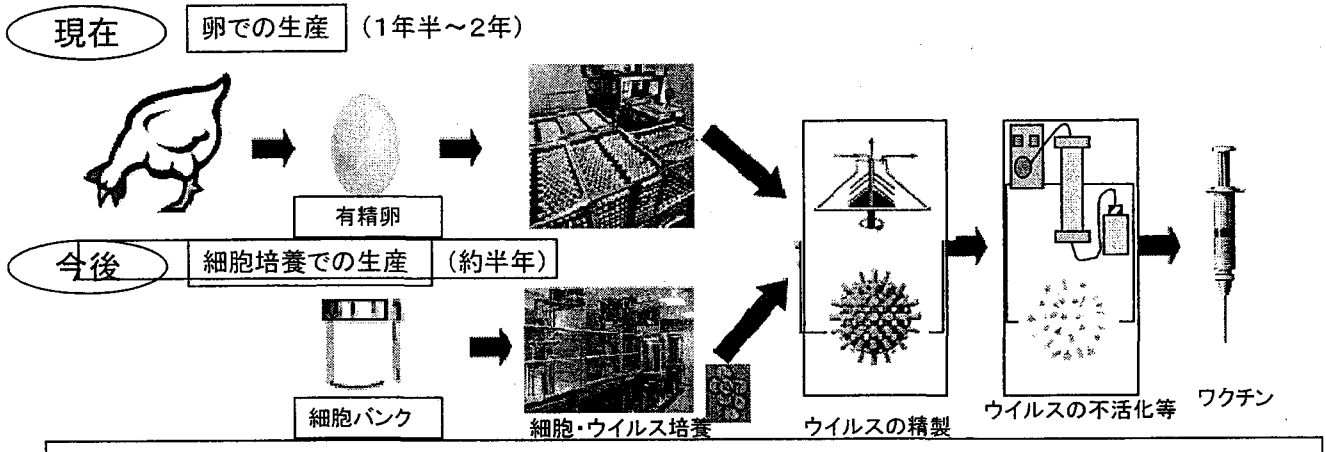 現在 卵での生産 (1年半～2年)
有精卵
今後 細胞培養での生産 (約半年)
細胞バンク
細胞・ウイルス培養
ウイルスの精製
ウイルスの不活化等
ワクチン